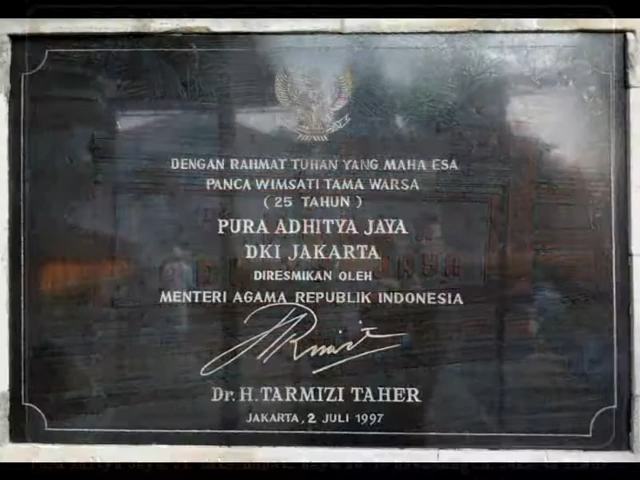 DENGAN RAHMAT TUHAN YANG MAHA ESA
PANCA WIMSATI TAMA WARSA
( 25 TAHUN )
PURA ADHITYA JAYA
DKI JAKARTA
DIRESMIKAN OLEH
MENTERI AGAMA REPUBLIK INDONESIA
Dr. H. TARMIZI TAHER
JAKARTA, 2 JULI 1997